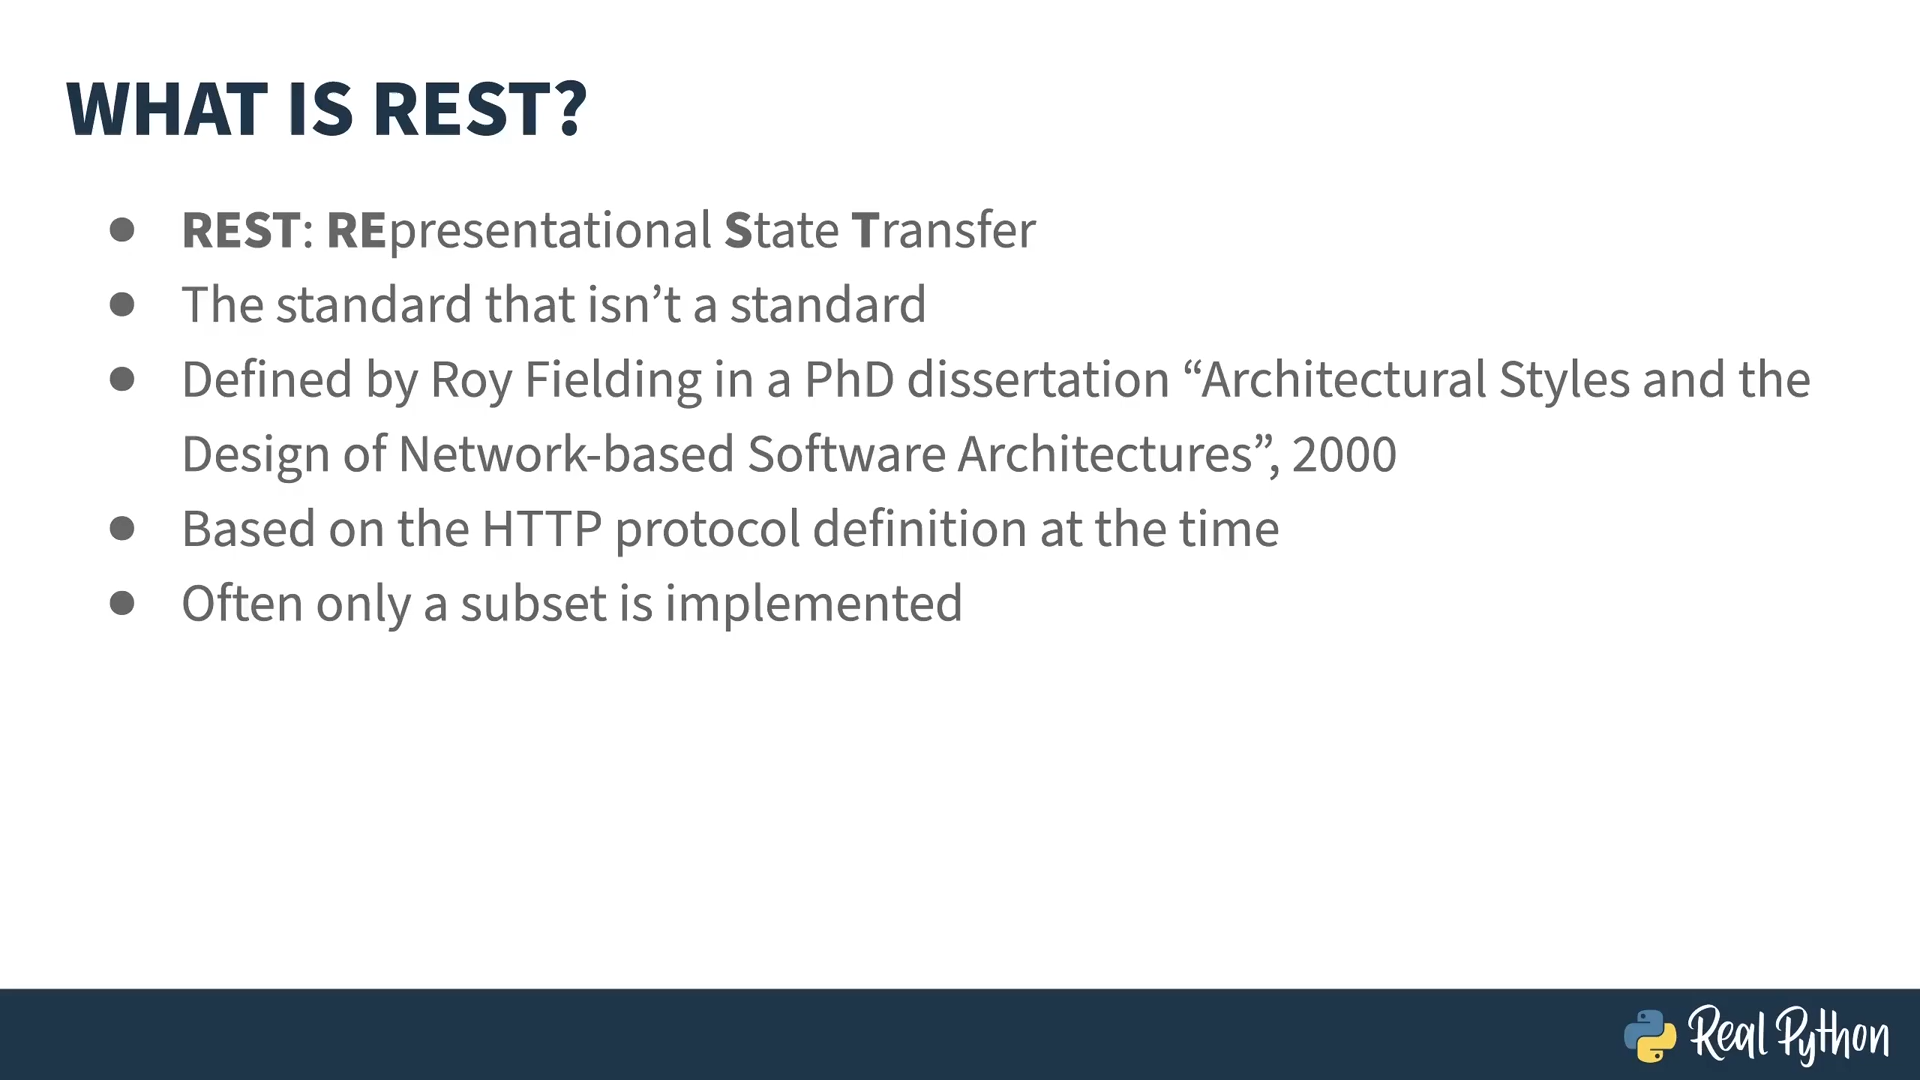 WHAT IS REST?
● REST: REpresentational State Transfer
● The standard that isn’t a standard
● Defined by Roy Fielding in a PhD dissertation “Architectural Styles and the
Design of Network-based Software Architectures”, 2000
● Based on the HTTP protocol definition at the time
● Often only a subset is implemented
Real Python